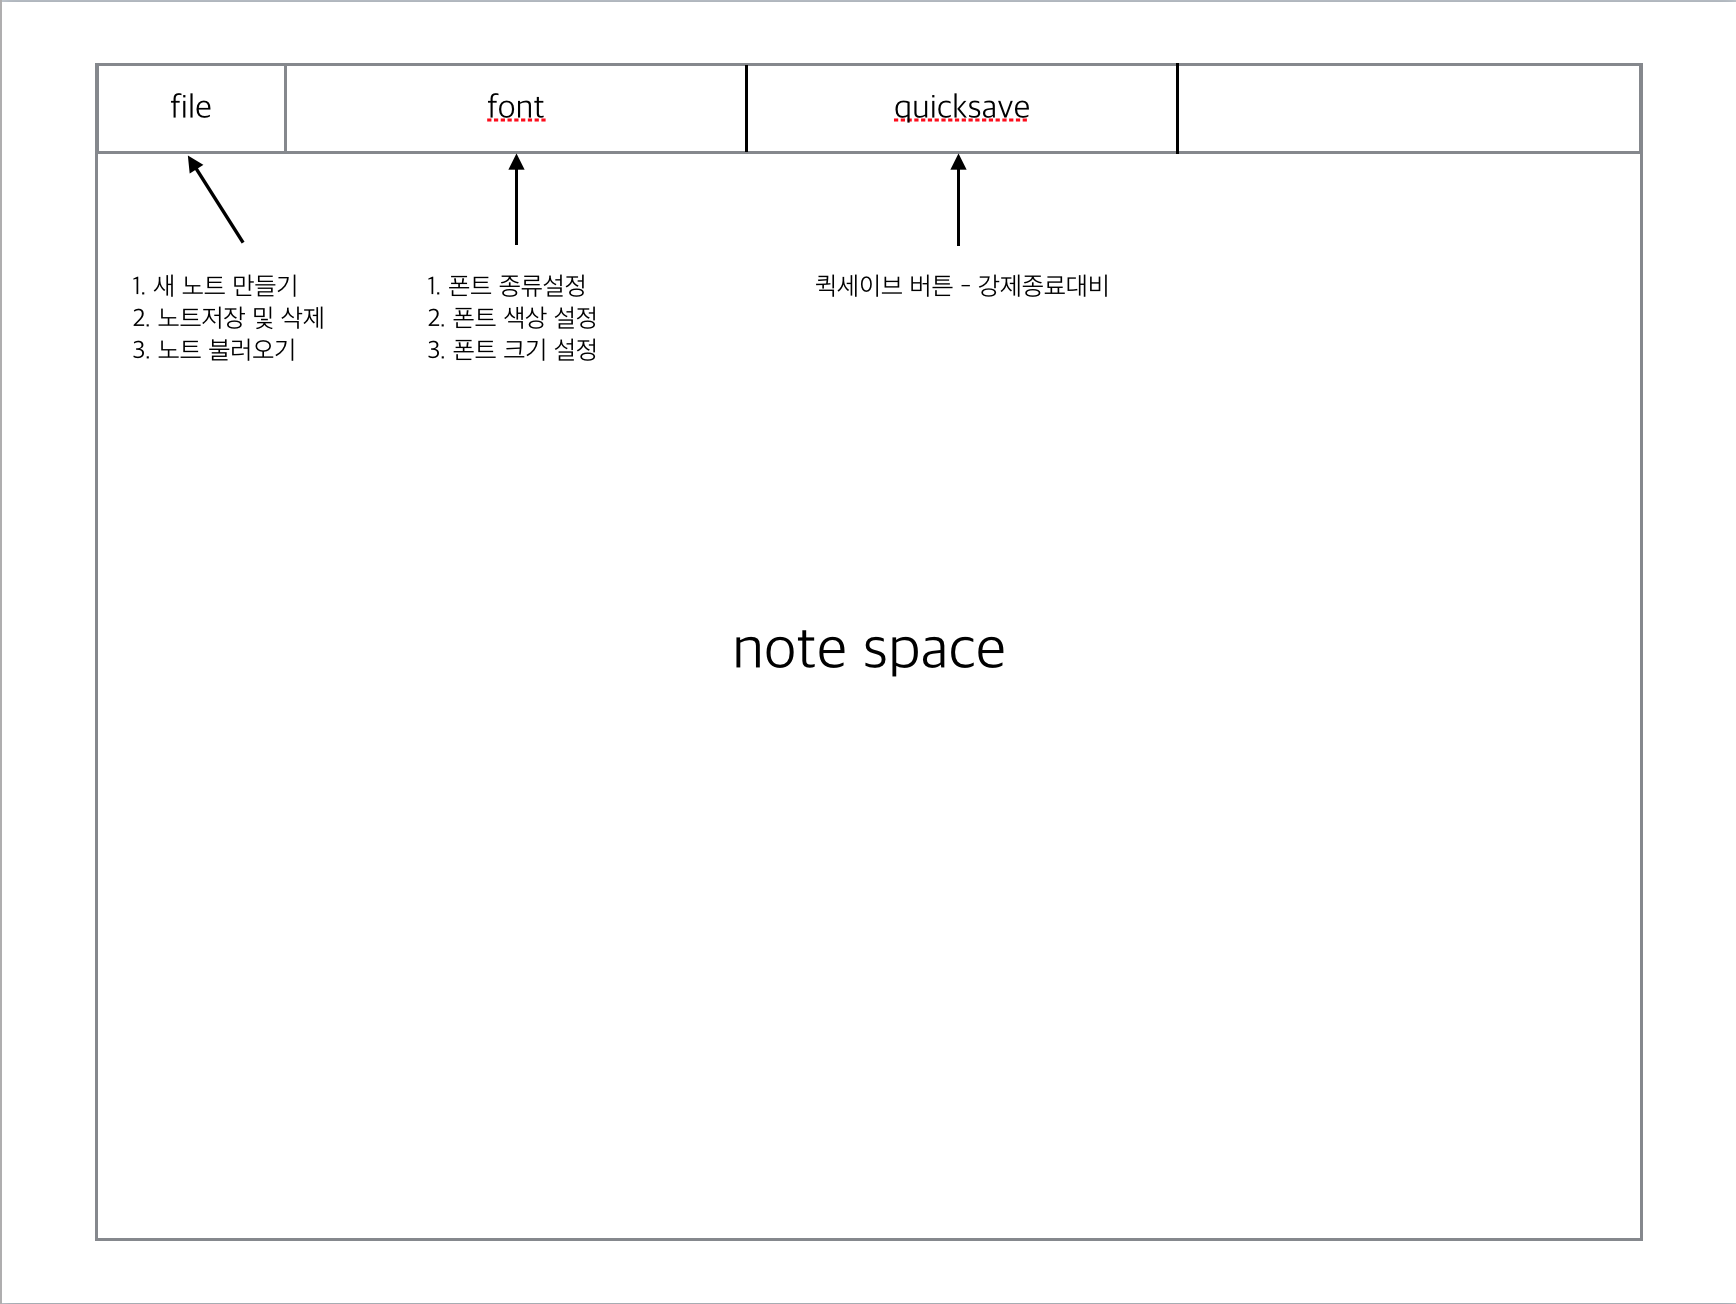 file
font
quicksave
1. 새 노트 만들기
2. 노트저장 및 삭제
3. 노트 불러오기
1. 폰트 종류설정
2. 폰트 색상 설정
3. 폰트 크기 설정
퀵세이브 버튼 - 강제종료대비
note space